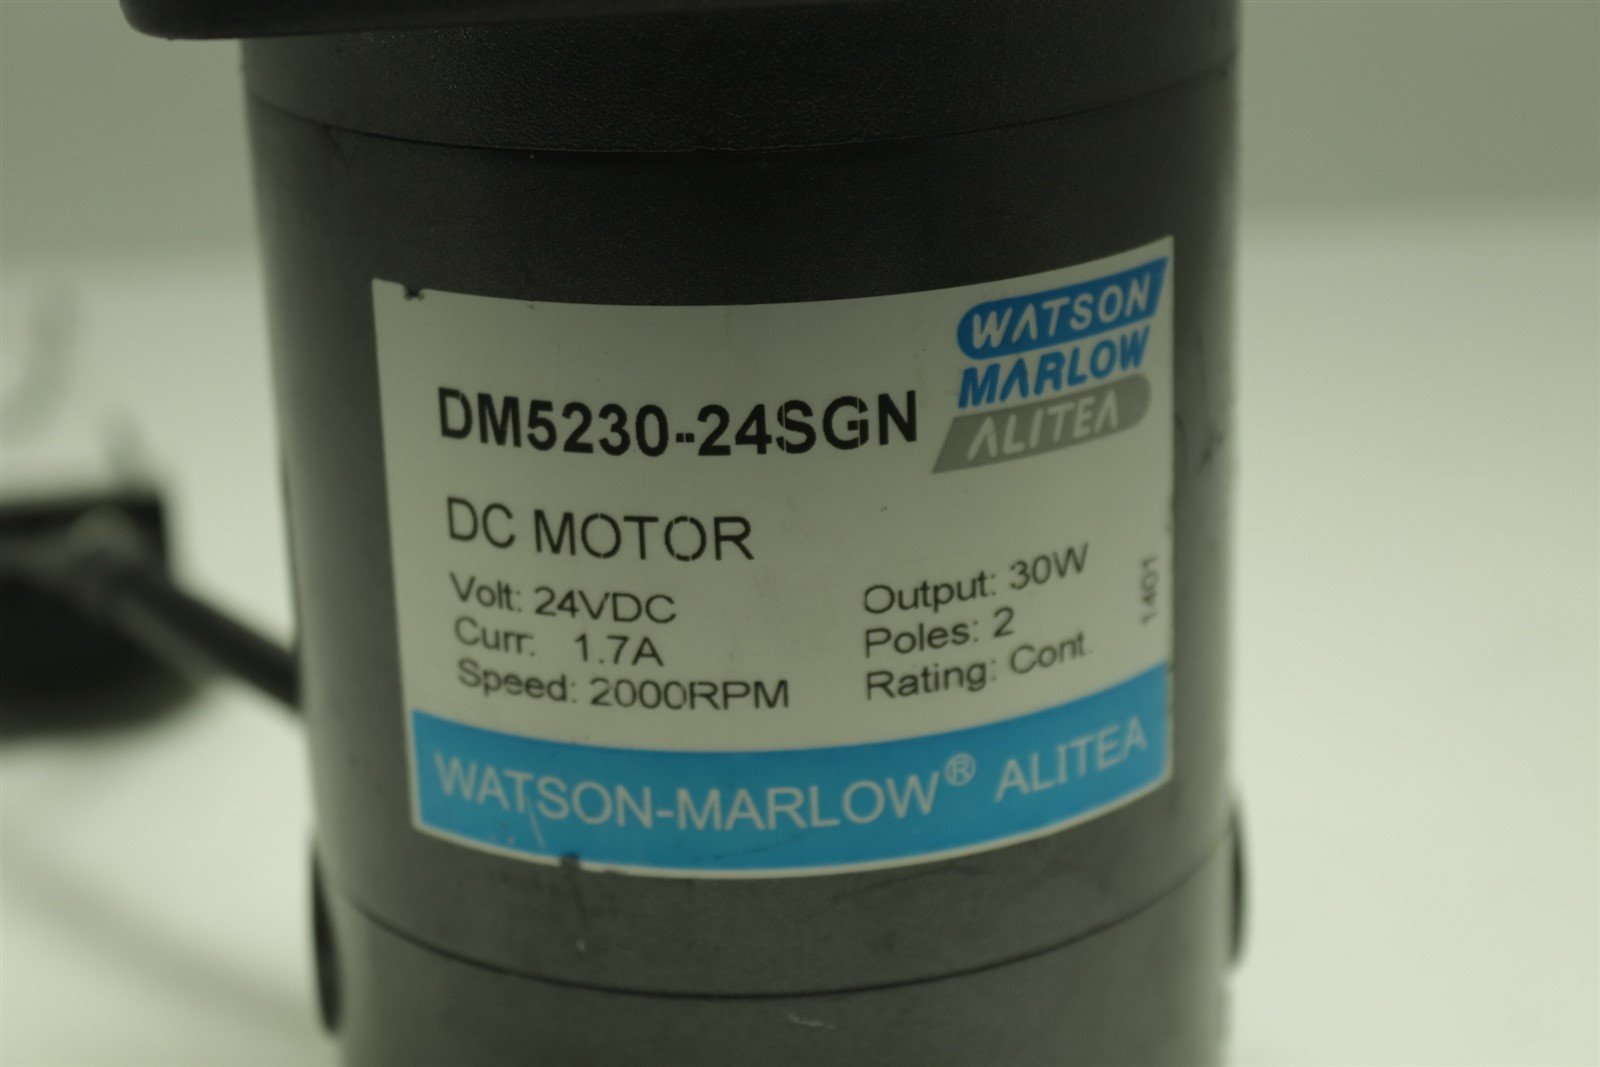 WATSON
MARLOW
ALITEA
DM5230-24SGN
DC MOTOR
Volt: 24VDC
Curr: 1.7A
Speed: 2000RPM
Output: 30W
Poles: 2
Rating: Cont.
1401
WATSON-MARLOW® ALITEA